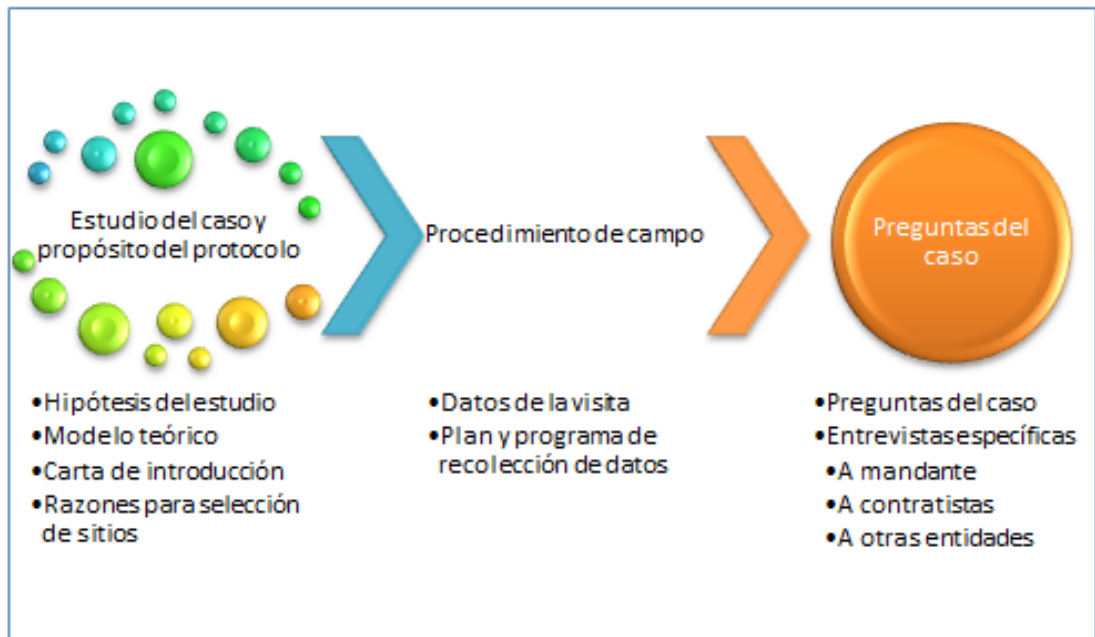 Estudio del caso y
propósito del protocolo
•Hipótesis del estudio
•Modelo teórico
•Carta de introducción
•Razones para selección
de sitios
Procedimiento de campo
•Datos de la visita
•Plan y programa de
recolección de datos
Preguntas del
caso
•Preguntas del caso
•Entrevistas específicas
•A mandante
•A contratistas
•A otras entidades